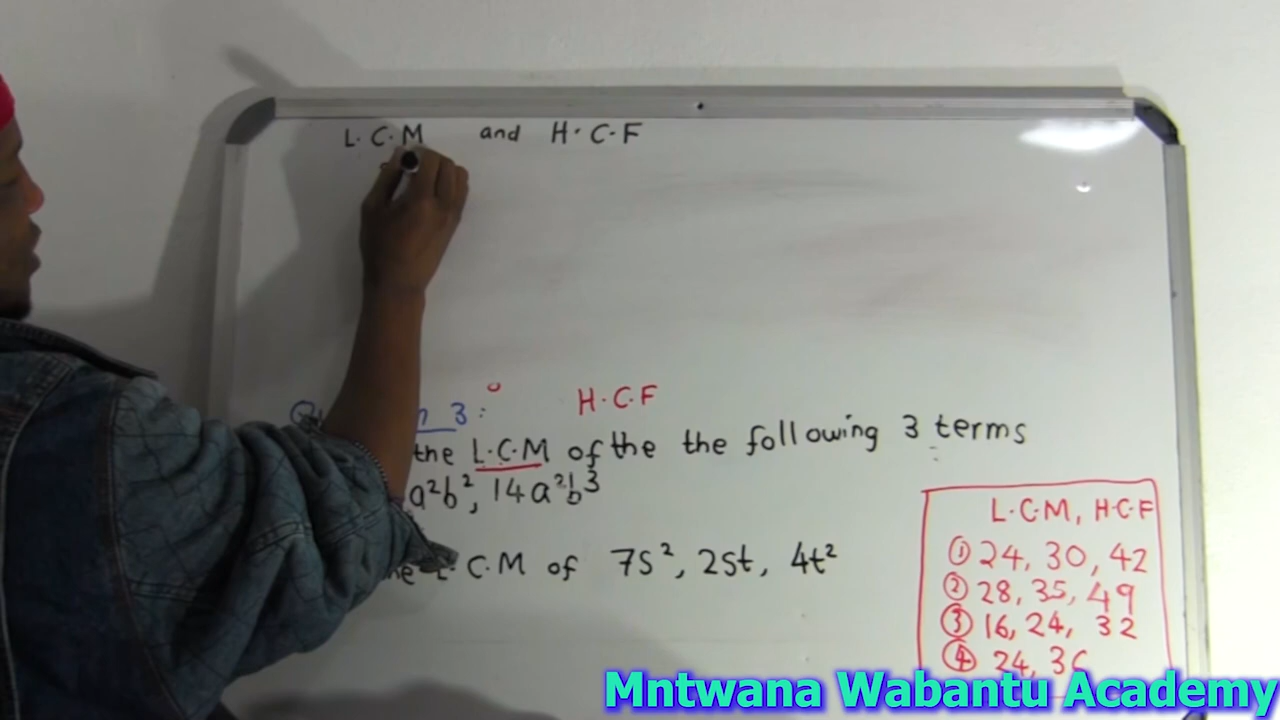 L.C.M and H.C.F
3:
H.C.F
the L.C.M of the the following 3 terms
a²b², 14a²b³
L.C.M of 7s², 2st, 4t²
L.C.M, H.C.F
① 24, 30, 42
② 28, 35, 49
③ 16, 24, 32
④ 24, 36
Mntwana Wabantu Academy